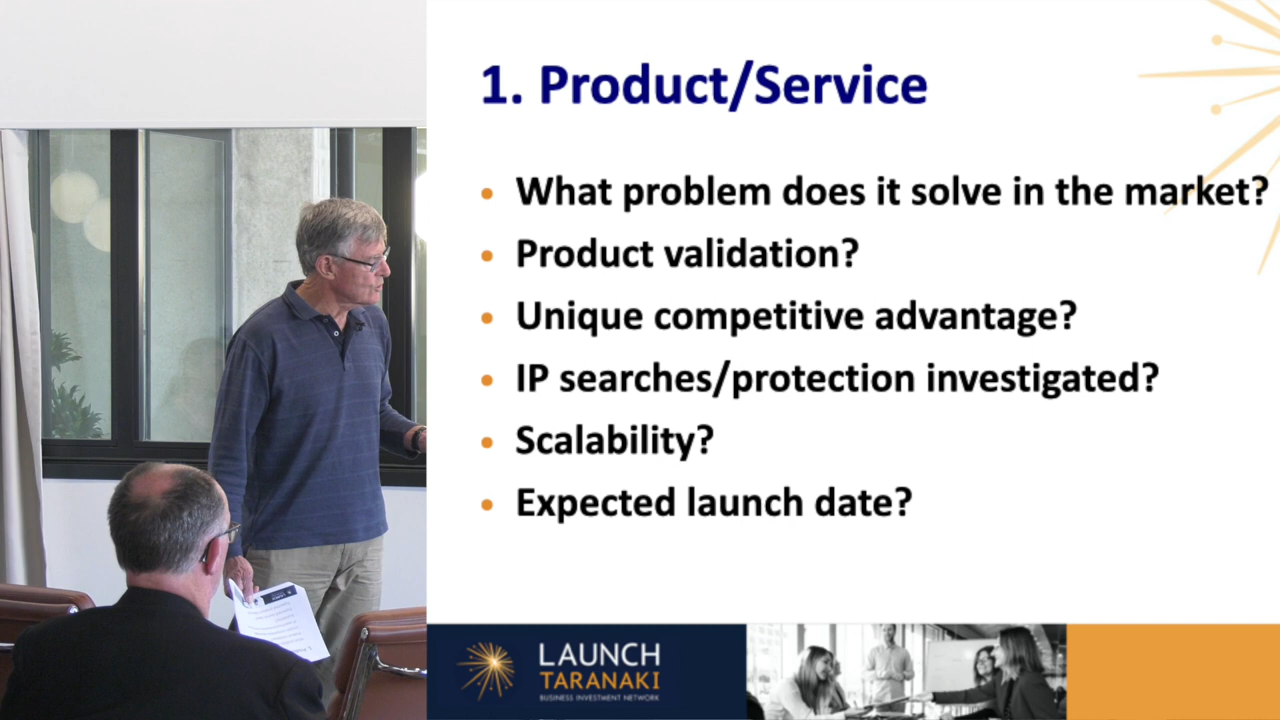 1. Product/Service
• What problem does it solve in the market?
• Product validation?
• Unique competitive advantage?
• IP searches/protection investigated?
• Scalability?
• Expected launch date?
LAUNCH
TARANAKI
BUSINESS INVESTMENT NETWORK